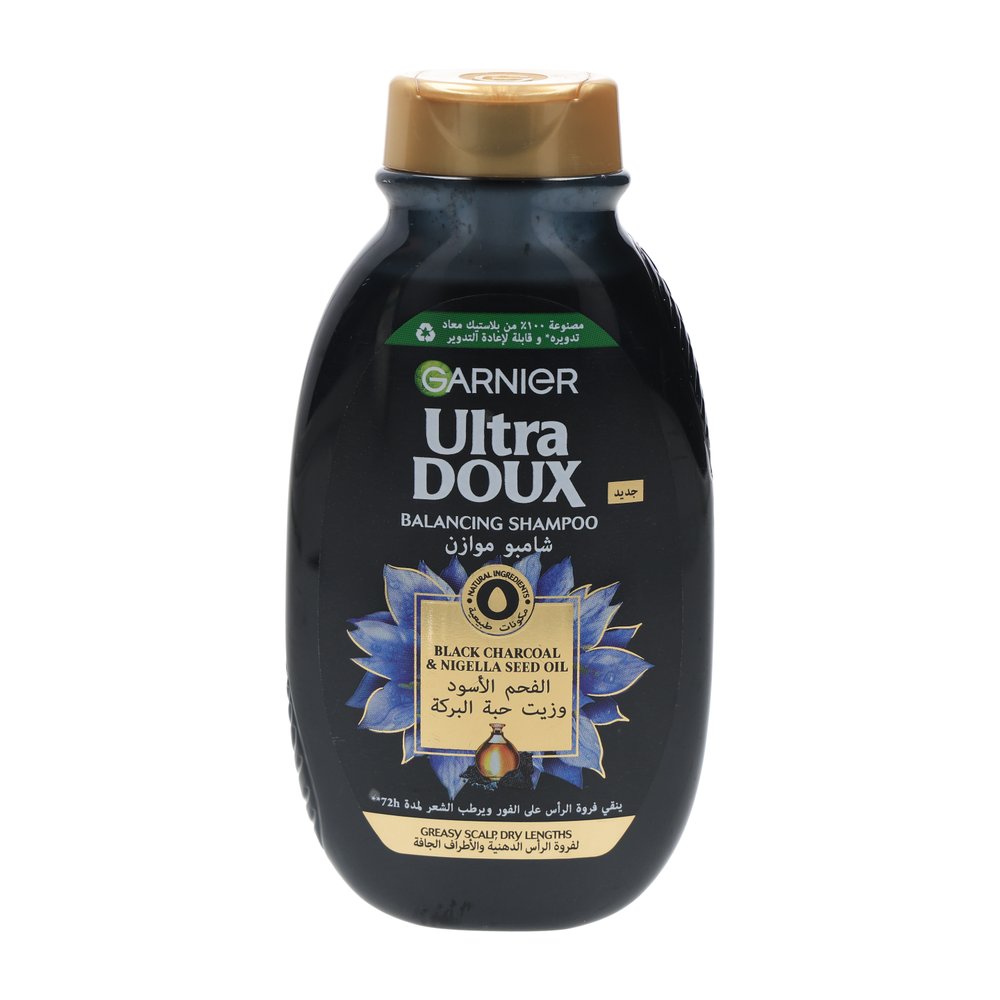 مصنوعة ١٠٠٪ من بلاستيك معاد
تدويره* و قابلة لإعادة التدوير
GARNIER
Ultra
DOUX
جديد
BALANCING SHAMPOO
شامبو موازن
NATURAL INGREDIENTS
مكونات طبيعية
BLACK CHARCOAL
& NIGELLA SEED OIL
الفحم الأسود
وزيت حبة البركة
ينقي فروة الرأس على الفور ويرطب الشعر لمدة 72h**
GREASY SCALP, DRY LENGTHS
لفروة الرأس الدهنية والأطراف الجافة